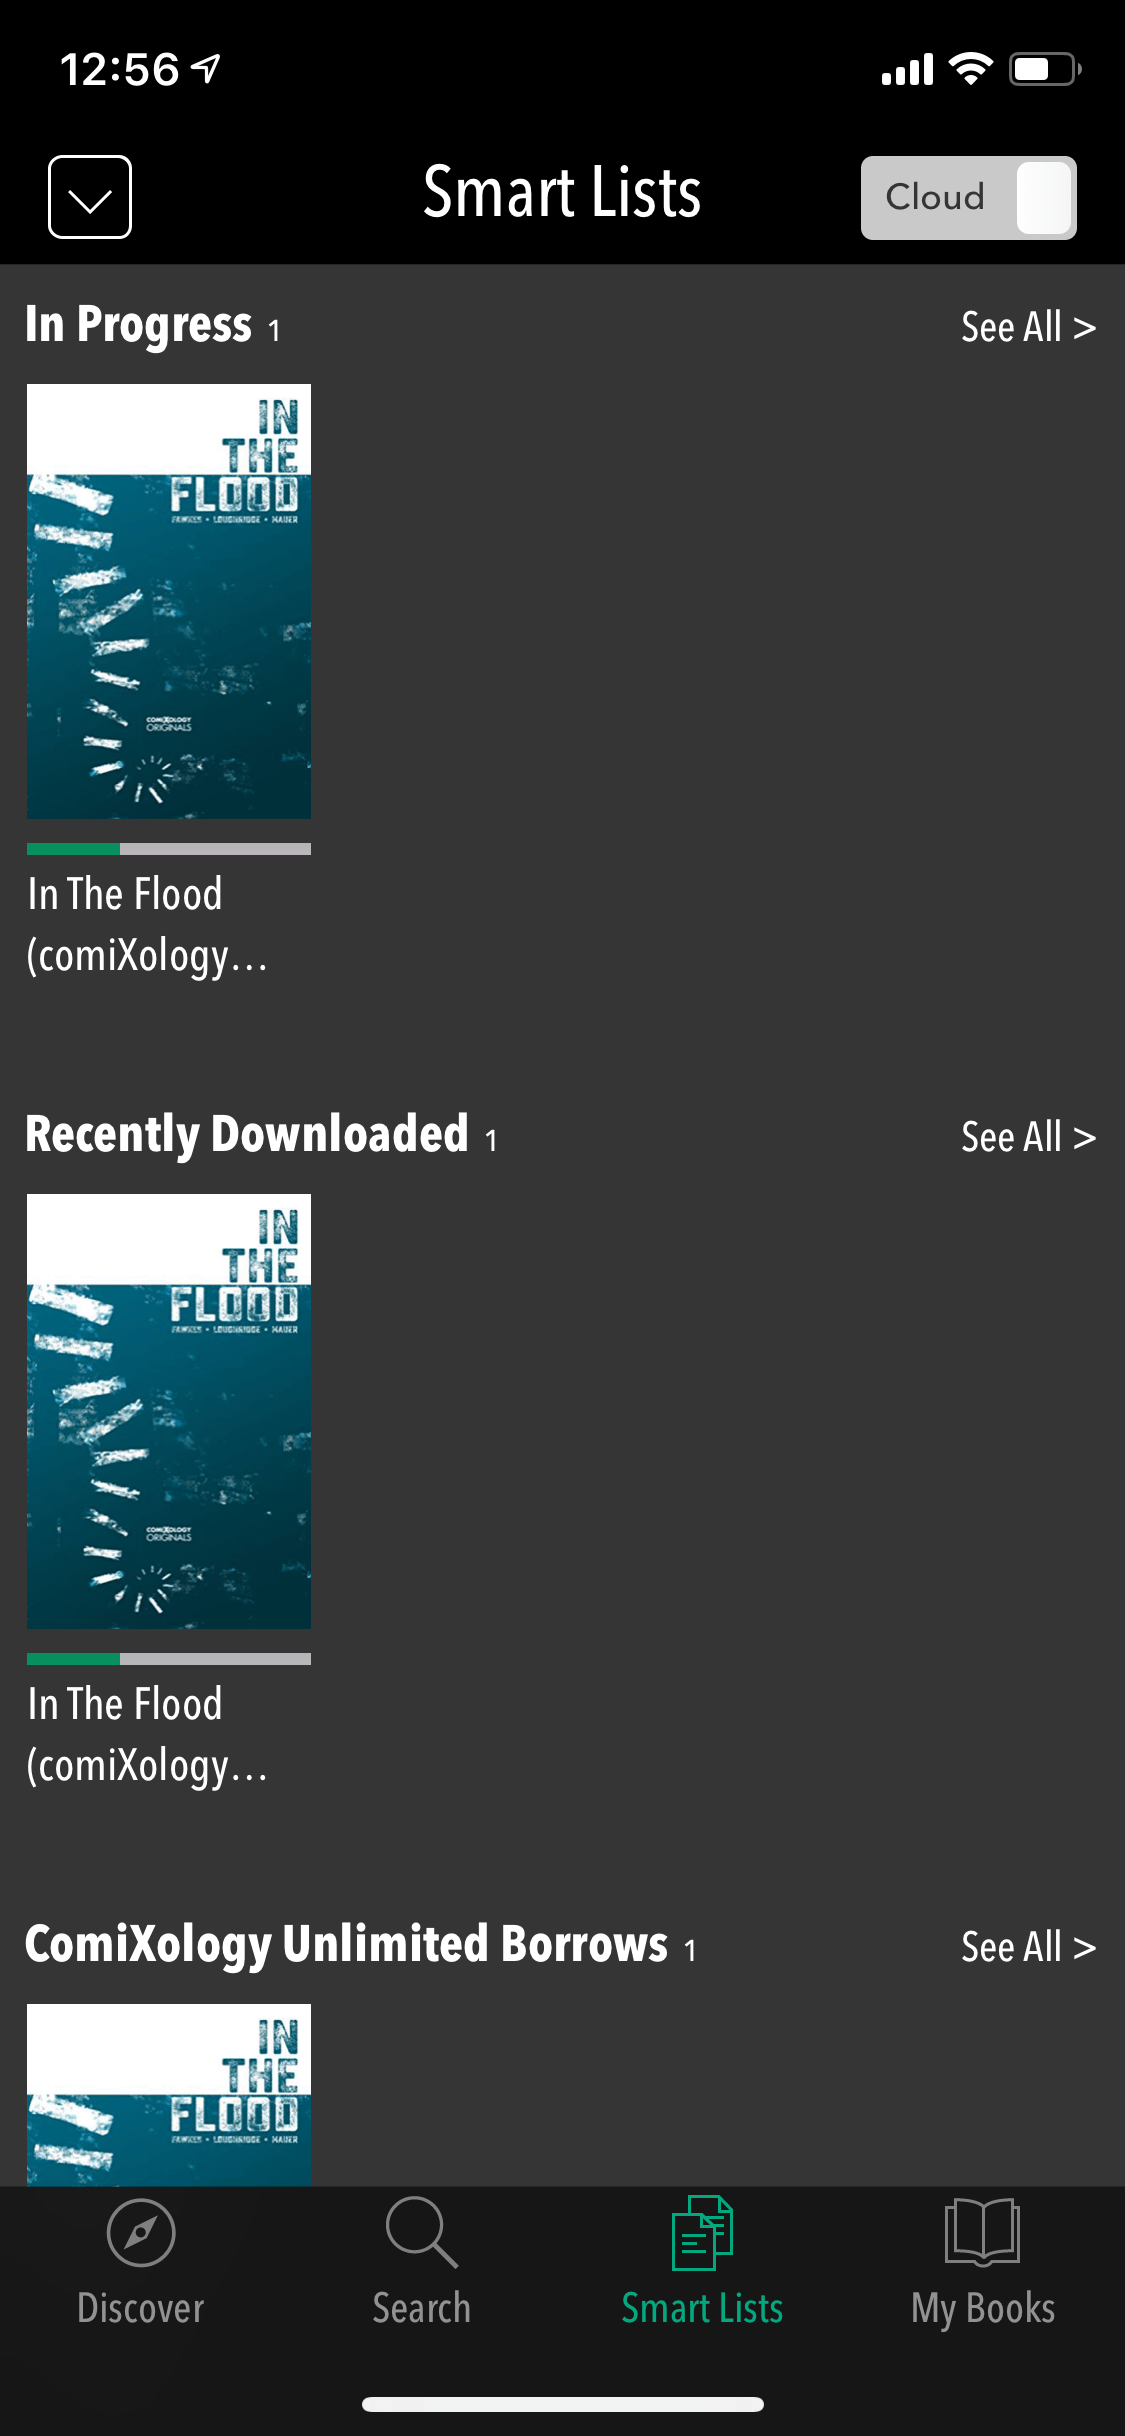 12:56
Smart Lists
Cloud
In Progress 1
See All >
IN
THE
FLOOD
FAWKES • LOUGHRIDGE • MAUER
COMIXOLOGY
ORIGINALS
In The Flood
(comiXology...
Recently Downloaded 1
See All >
IN
THE
FLOOD
FAWKES • LOUGHRIDGE • MAUER
COMIXOLOGY
ORIGINALS
In The Flood
(comiXology...
ComiXology Unlimited Borrows 1
See All >
IN
THE
FLOOD
FAWKES • LOUGHRIDGE • MAUER
Discover
Search
Smart Lists
My Books